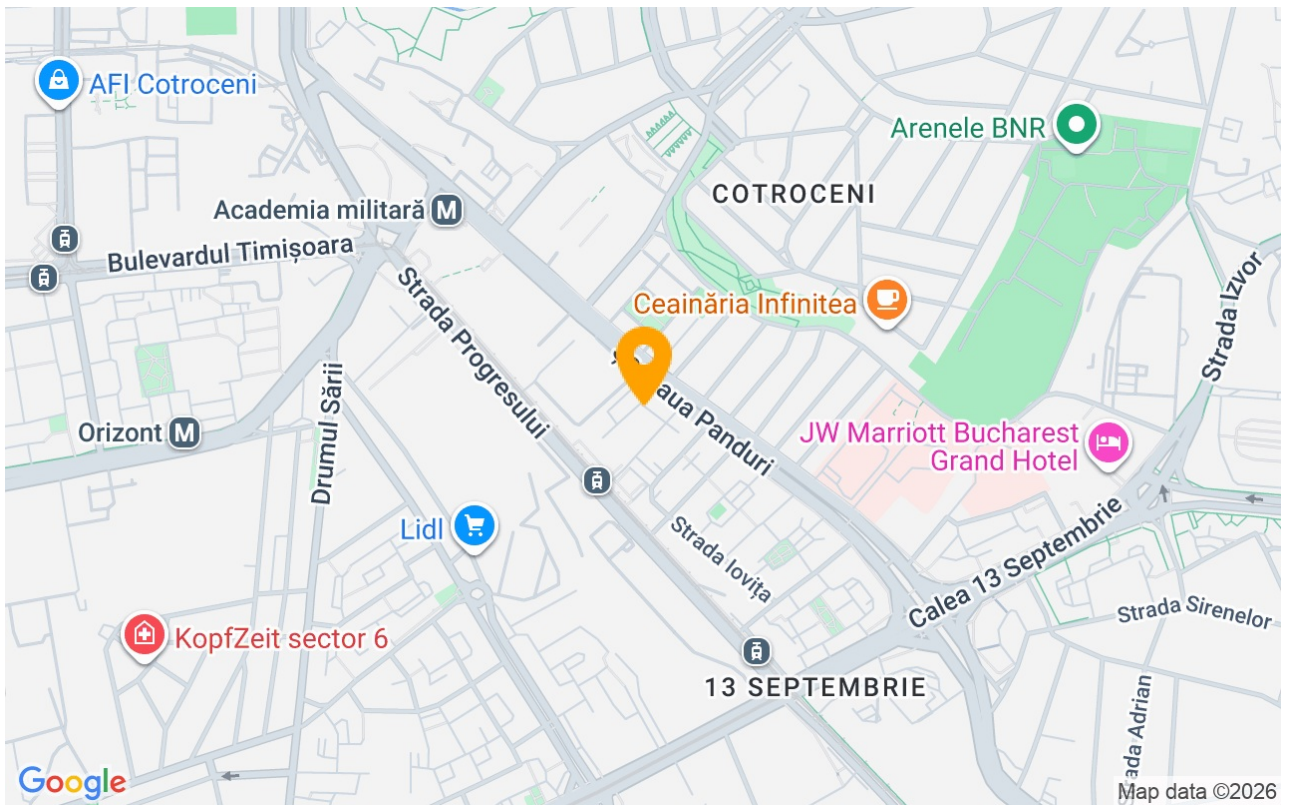 AFI Cotroceni
Arenele BNR
COTROCENI
Academia militară M
Bulevardul Timișoara
Strada Izvor
Ceainăria Infinitea
Strada Progresului
aua Panduri
Drumul Sării
Orizont M
JW Marriott Bucharest
Grand Hotel
Lidl
Strada Iovița
Calea 13 Septembrie
Strada Sirenelor
KopfZeit sector 6
13 SEPTEMBRIE
ada Adrian
Google
Map data ©2026